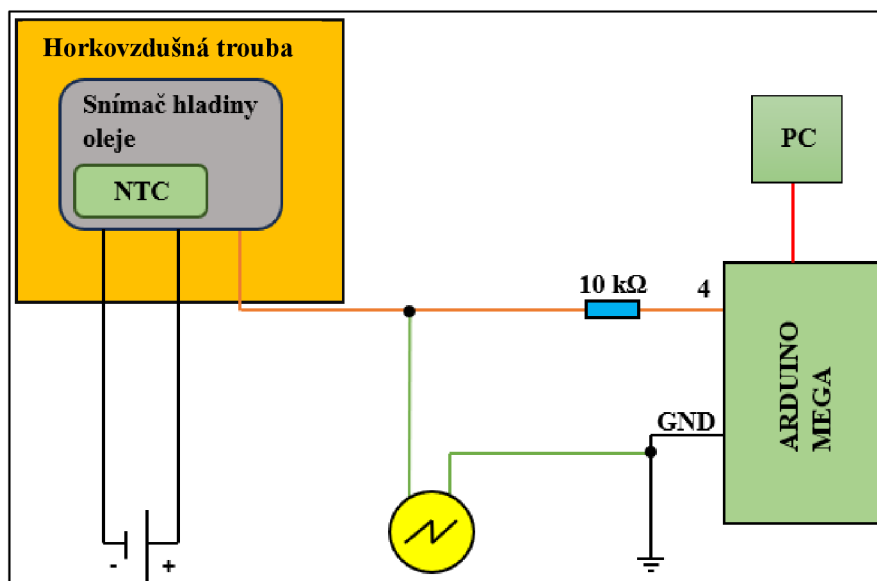 Horkovzdušná trouba
Snímač hladiny
oleje
NTC
PC
10 kΩ
4
GND
ARDUINO
MEGA
- +